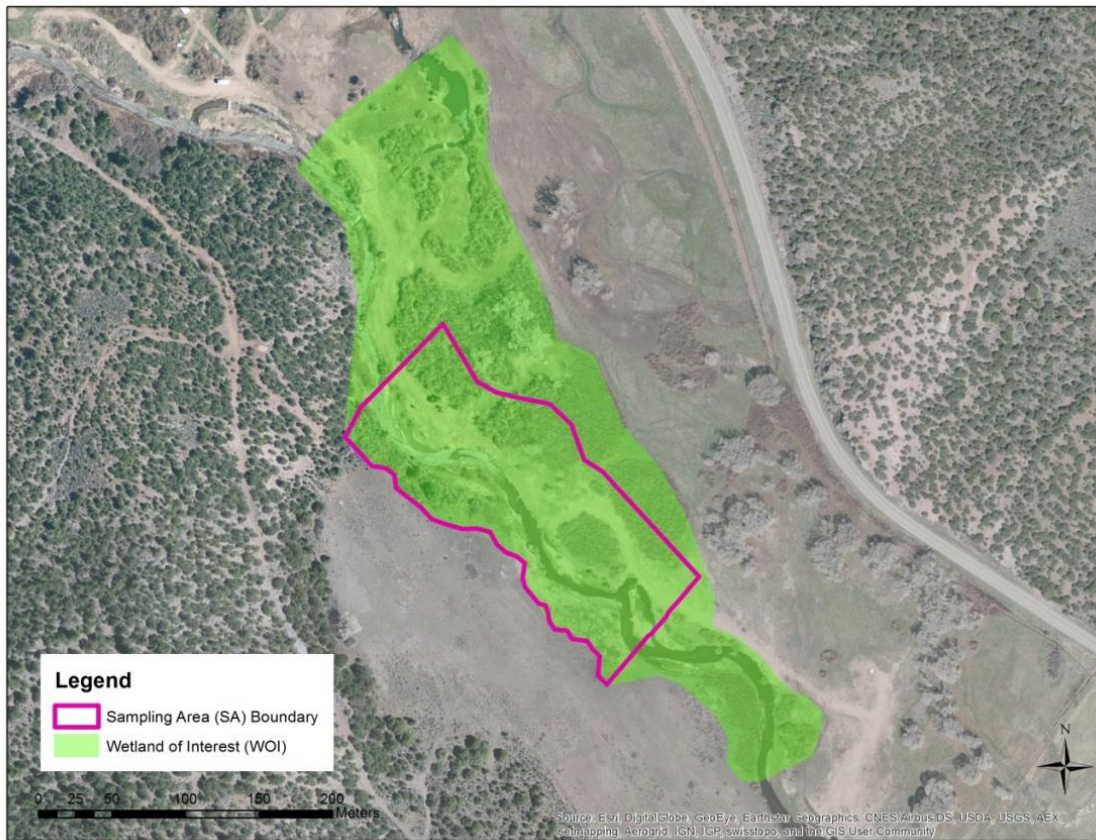 Legend
Sampling Area (SA) Boundary
Wetland of Interest (WOI)
0 50 100 150 200
Meters
N
Source: Esri, DigitalGlobe, GeoEye, Earthstar Geographics, CNES/Airbus DS, USDA, USGS, AEX,
Getmapping, Aerogrid, IGN, IGP, swisstopo, and the GIS User Community